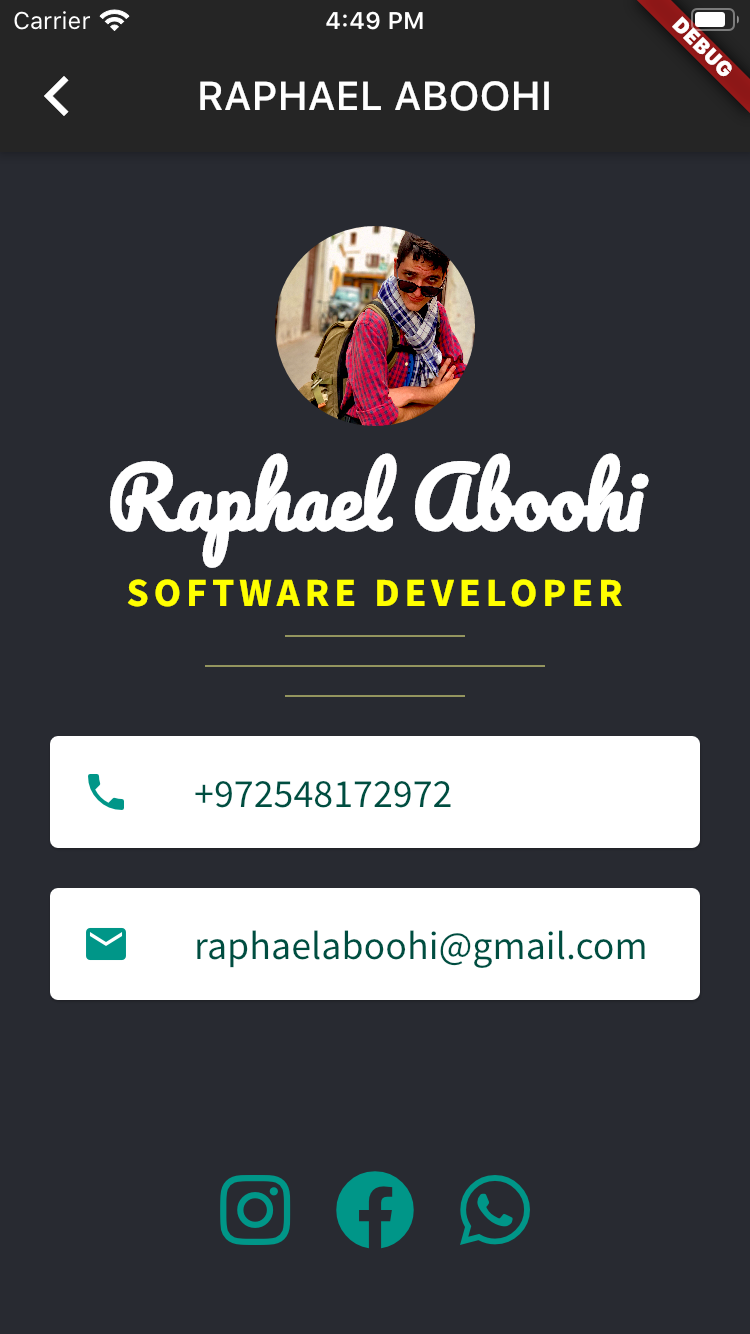 Carrier 4:49 PM
DEBUG
RAPHAEL ABOOHI
Raphael Aboohi
SOFTWARE DEVELOPER
+972548172972
raphaelaboohi@gmail.com